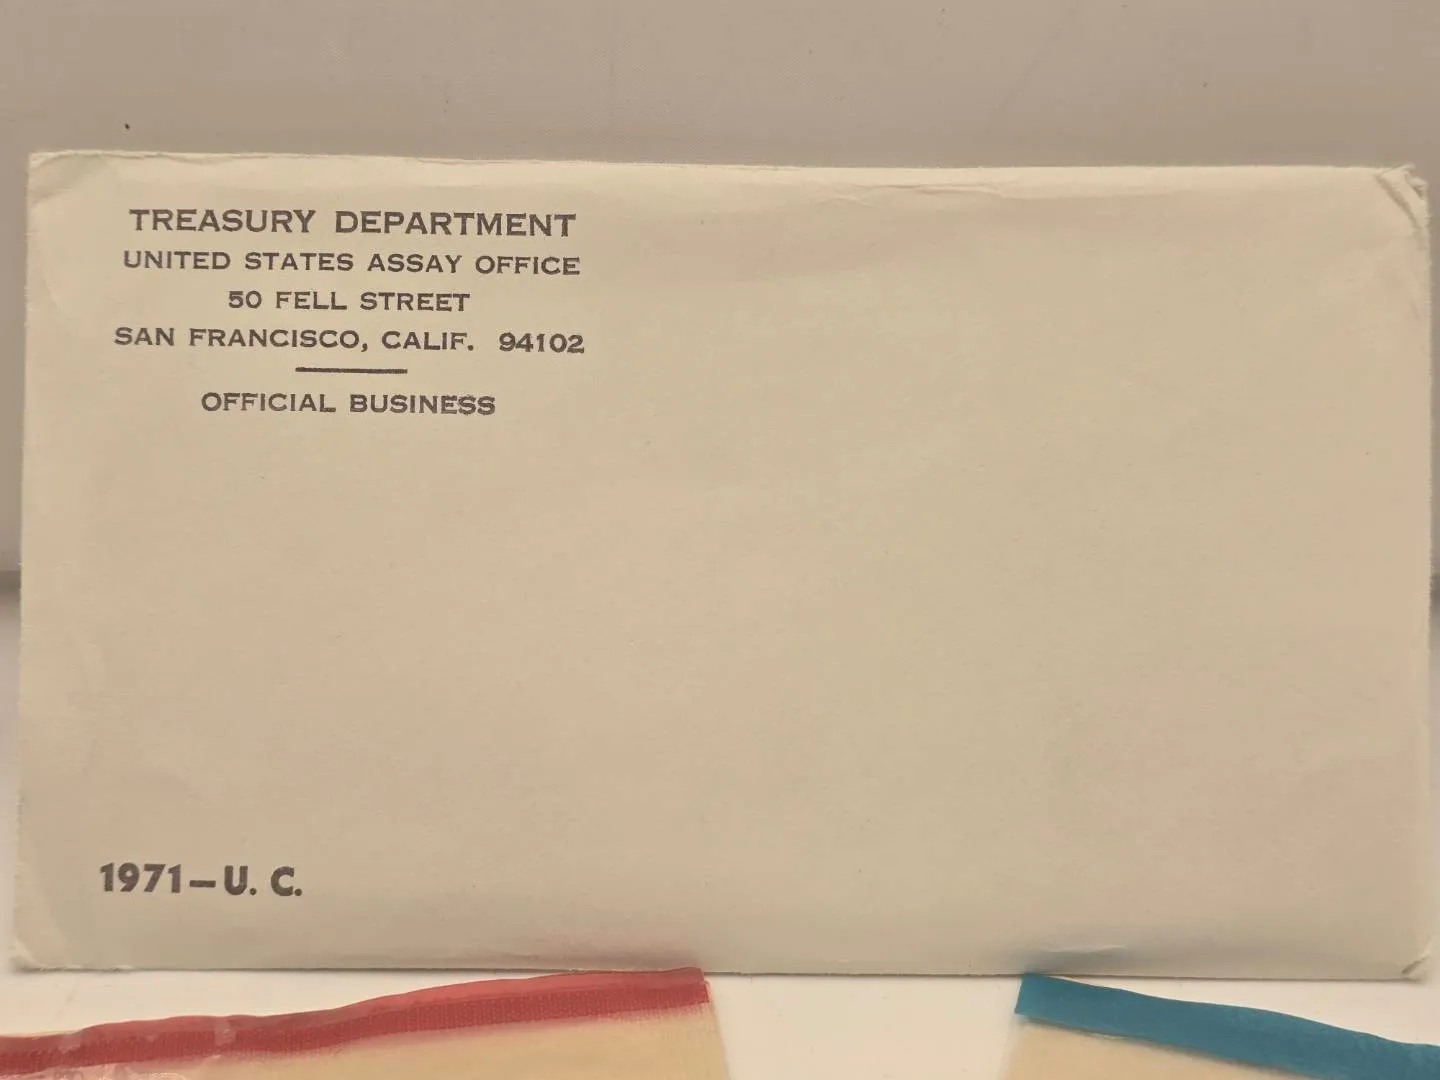 TREASURY DEPARTMENT
UNITED STATES ASSAY OFFICE
50 FELL STREET
SAN FRANCISCO, CALIF. 94102
OFFICIAL BUSINESS
1971—U. C.